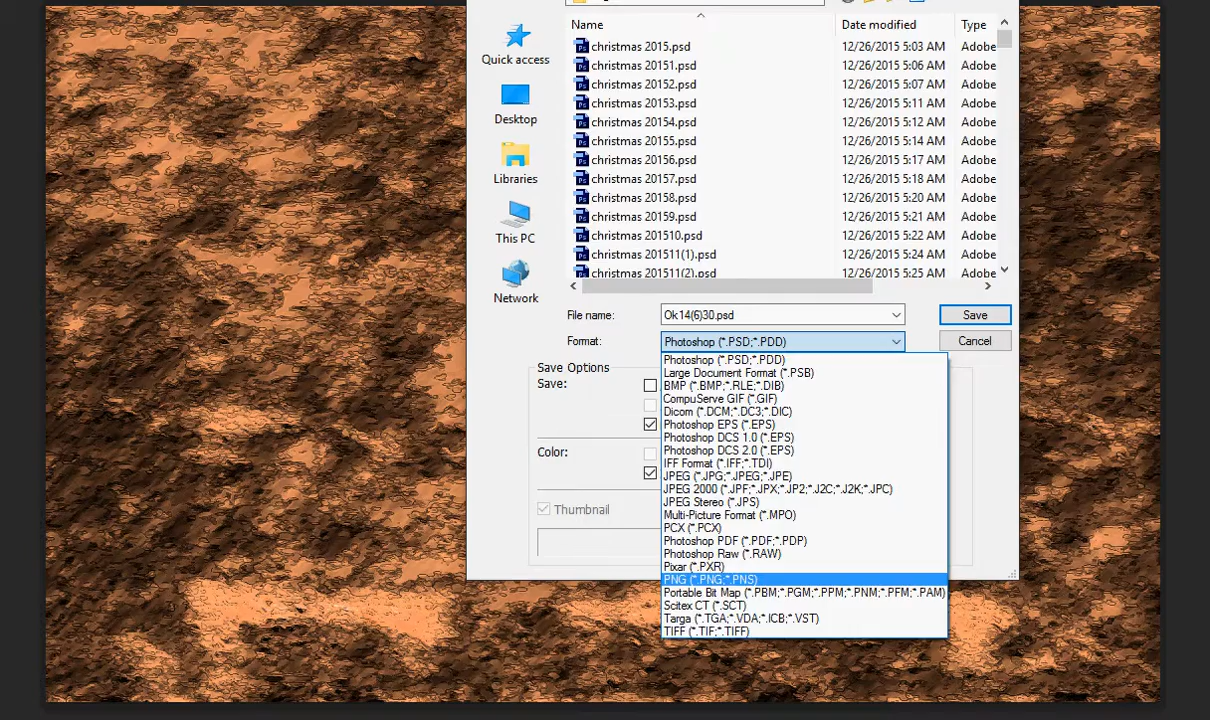 Name Date modified Type
Quick access
Desktop
Libraries
This PC
Network
christmas 2015.psd 12/26/2015 5:03 AM Adobe
christmas 20151.psd 12/26/2015 5:06 AM Adobe
christmas 20152.psd 12/26/2015 5:07 AM Adobe
christmas 20153.psd 12/26/2015 5:11 AM Adobe
christmas 20154.psd 12/26/2015 5:12 AM Adobe
christmas 20155.psd 12/26/2015 5:14 AM Adobe
christmas 20156.psd 12/26/2015 5:17 AM Adobe
christmas 20157.psd 12/26/2015 5:18 AM Adobe
christmas 20158.psd 12/26/2015 5:20 AM Adobe
christmas 20159.psd 12/26/2015 5:21 AM Adobe
christmas 201510.psd 12/26/2015 5:22 AM Adobe
christmas 201511(1).psd 12/26/2015 5:24 AM Adobe
christmas 201511(2).psd 12/26/2015 5:25 AM Adobe
File name: Ok14(6)30.psd Save
Format: Photoshop (*.PSD;*.PDD) Cancel
Save Options
Save:
Color:
Thumbnail
Photoshop (*.PSD;*.PDD)
Large Document Format (*.PSB)
BMP (*.BMP;*.RLE;*.DIB)
CompuServe GIF (*.GIF)
Dicom (*.DCM;*.DC3;*.DIC)
Photoshop EPS (*.EPS)
Photoshop DCS 1.0 (*.EPS)
Photoshop DCS 2.0 (*.EPS)
IFF Format (*.IFF;*.TDI)
JPEG (*.JPG;*.JPEG;*.JPE)
JPEG 2000 (*.JPF;*.JPX;*.JP2;*.J2C;*.J2K;*.JPC)
JPEG Stereo (*.JPS)
Multi-Picture Format (*.MPO)
PCX (*.PCX)
Photoshop PDF (*.PDF;*.PDP)
Photoshop Raw (*.RAW)
Pixar (*.PXR)
PNG (*.PNG;*.PNS)
Portable Bit Map (*.PBM;*.PGM;*.PPM;*.PNM;*.PFM;*.PAM)
Scitex CT (*.SCT)
Targa (*.TGA;*.VDA;*.ICB;*.VST)
TIFF (*.TIF;*.TIFF)